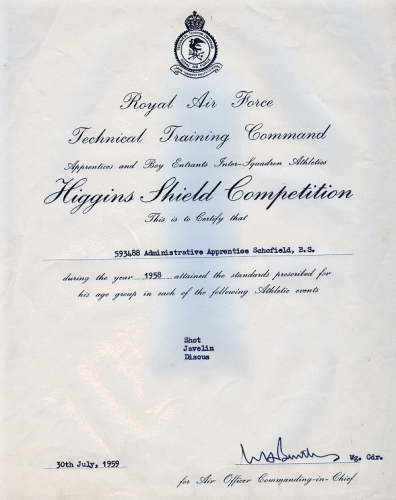 Royal Air Force
Technical Training Command
Apprentices and Boy Entrants Inter-Squadron Athletics
Higgins Shield Competition
This is to Certify that
593488 Administrative Apprentice Schofield, B.S.
during the year 1958 attained the standards prescribed for
his age group in each of the following Athletic events
Shot
Javelin
Discus
30th July, 1959
Wg. Cdr.
for Air Officer Commanding-in-Chief